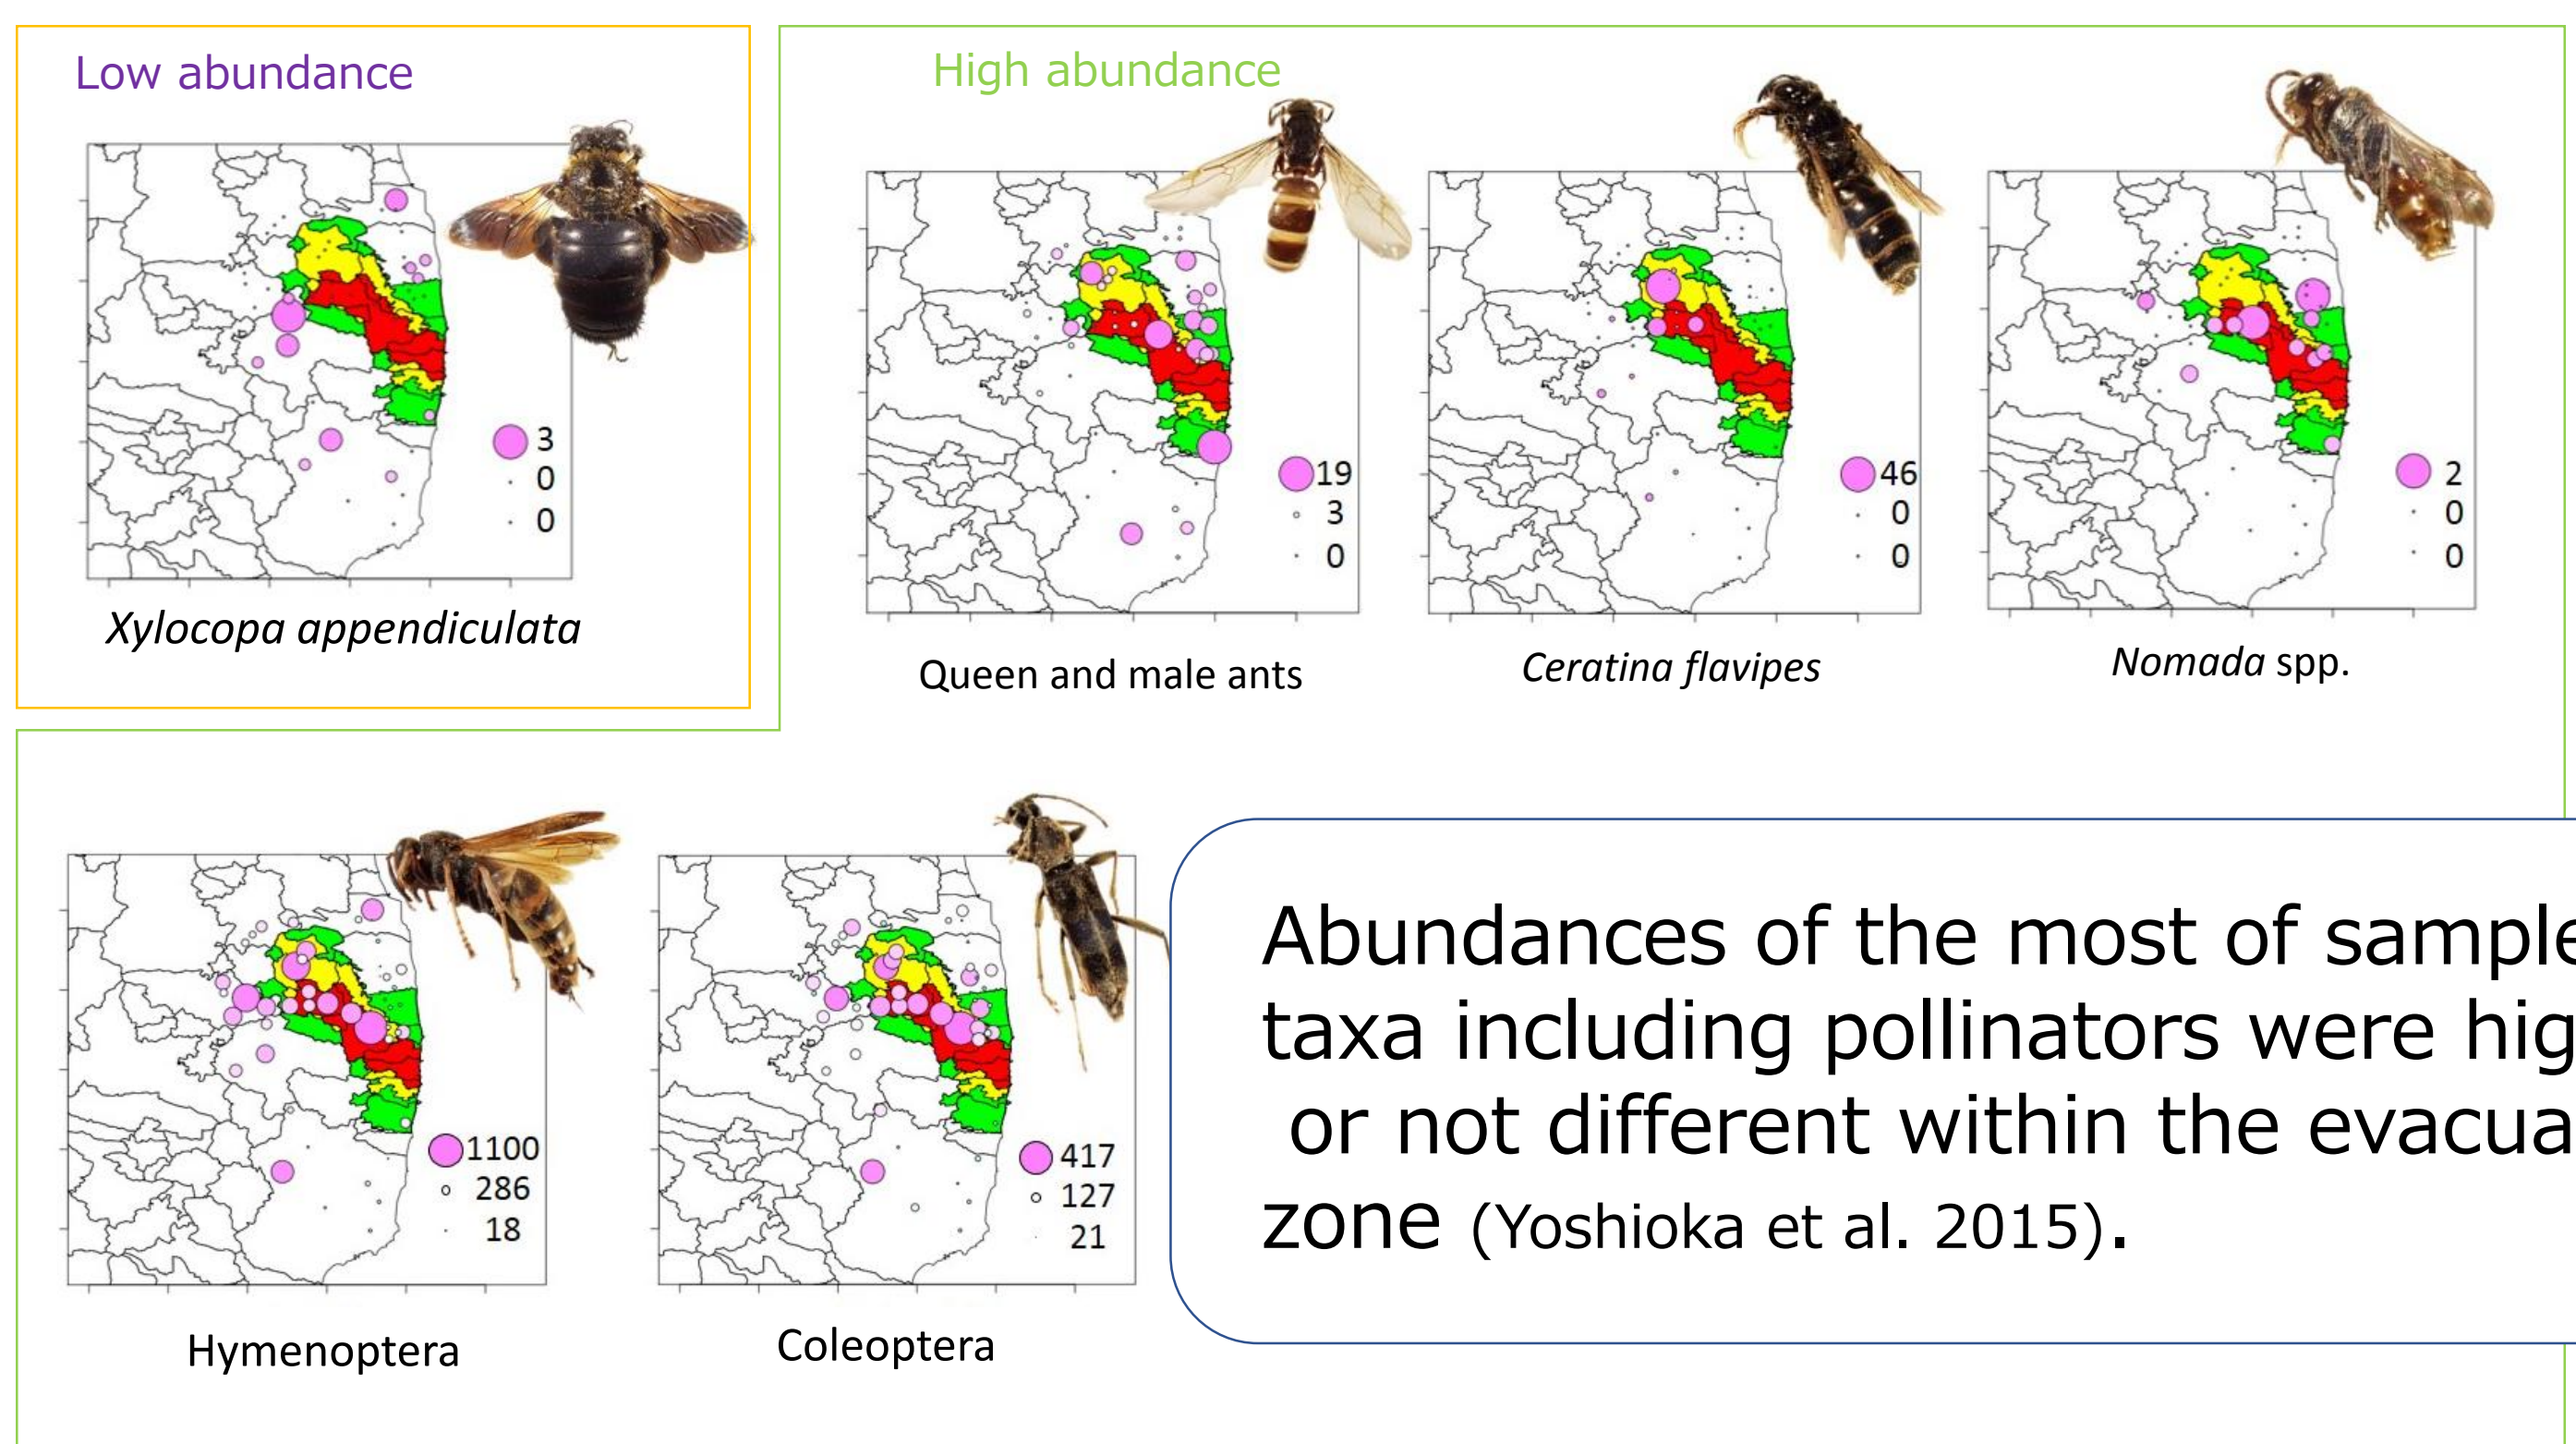 Low abundance
High abundance
3
0
0
Xylocopa appendiculata
19
3
0
Queen and male ants
46
0
0
Ceratina flavipes
2
0
0
Nomada spp.
1100
286
18
Hymenoptera
417
127
21
Coleoptera
Abundances of the most of sample
taxa including pollinators were hig
or not different within the evacua
zone (Yoshioka et al. 2015).